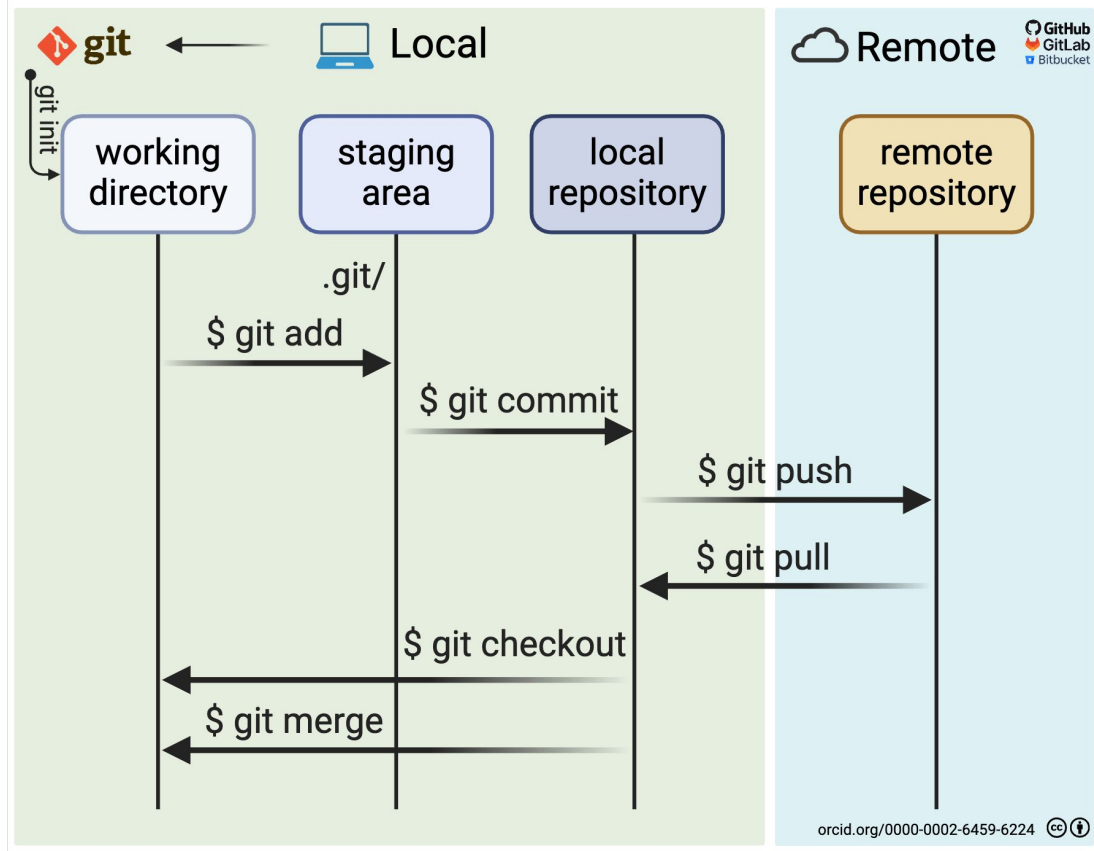 git
Local
Remote
GitHub
GitLab
Bitbucket
git init
working
directory
staging
area
local
repository
remote
repository
.git/
$ git add
$ git commit
$ git push
$ git pull
$ git checkout
$ git merge
orcid.org/0000-0002-6459-6224
cc